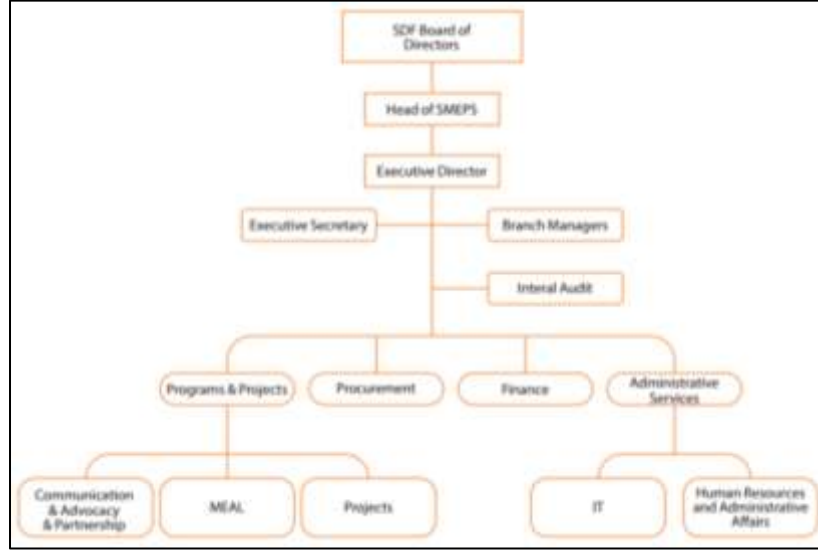 SDF Board of
Directors
Head of SMEPS
Executive Director
Executive Secretary
Branch Managers
Interal Audit
Programs & Projects
Procurement
Finance
Administrative
Services
Communication
& Advocacy
& Partnership
MEAL
Projects
IT
Human Resources
and Administrative
Affairs